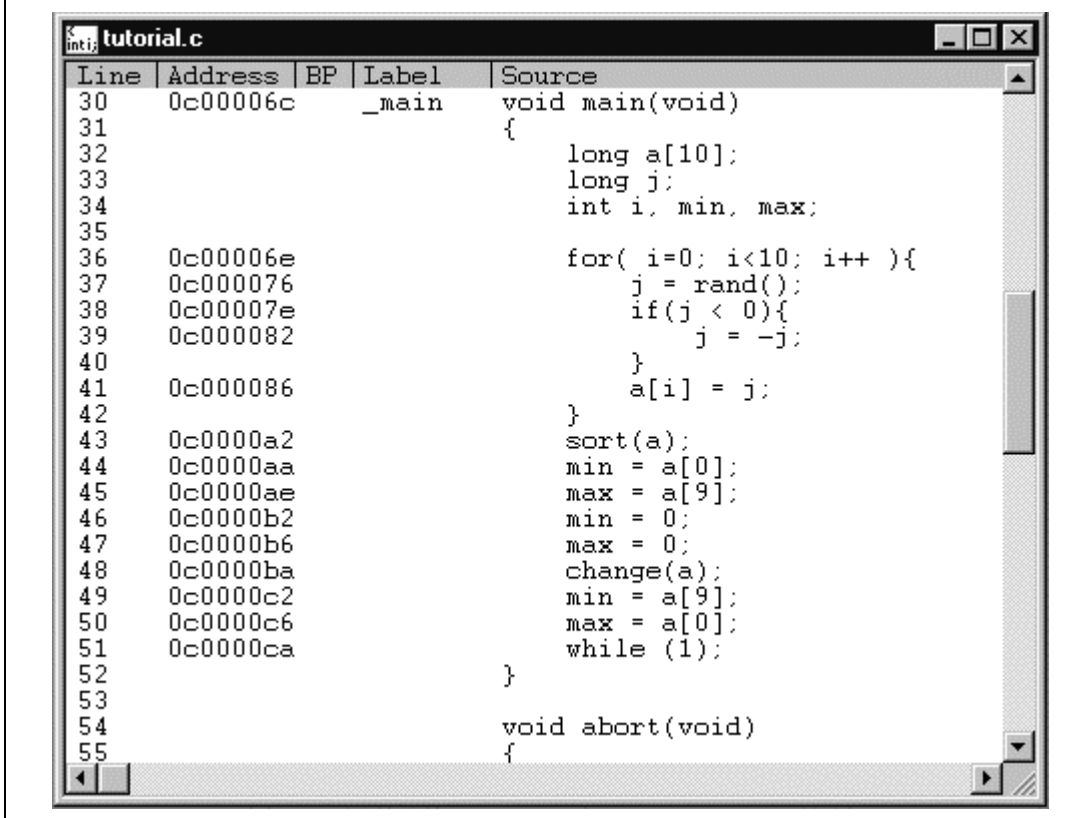 int i; tutorial.c
Line Address BP Label Source
30 0c00006c _main void main(void)
31 {
32 long a[10];
33 long j;
34 int i, min, max;
35
36 0c00006e for( i=0; i<10; i++ ){
37 0c000076 j = rand();
38 0c00007e if(j < 0){
39 0c000082 j = -j;
40 }
41 0c000086 a[i] = j;
42 }
43 0c0000a2 sort(a);
44 0c0000aa min = a[0];
45 0c0000ae max = a[9];
46 0c0000b2 min = 0;
47 0c0000b6 max = 0;
48 0c0000ba change(a);
49 0c0000c2 min = a[9];
50 0c0000c6 max = a[0];
51 0c0000ca while (1);
52 }
53
54 void abort(void)
55 {